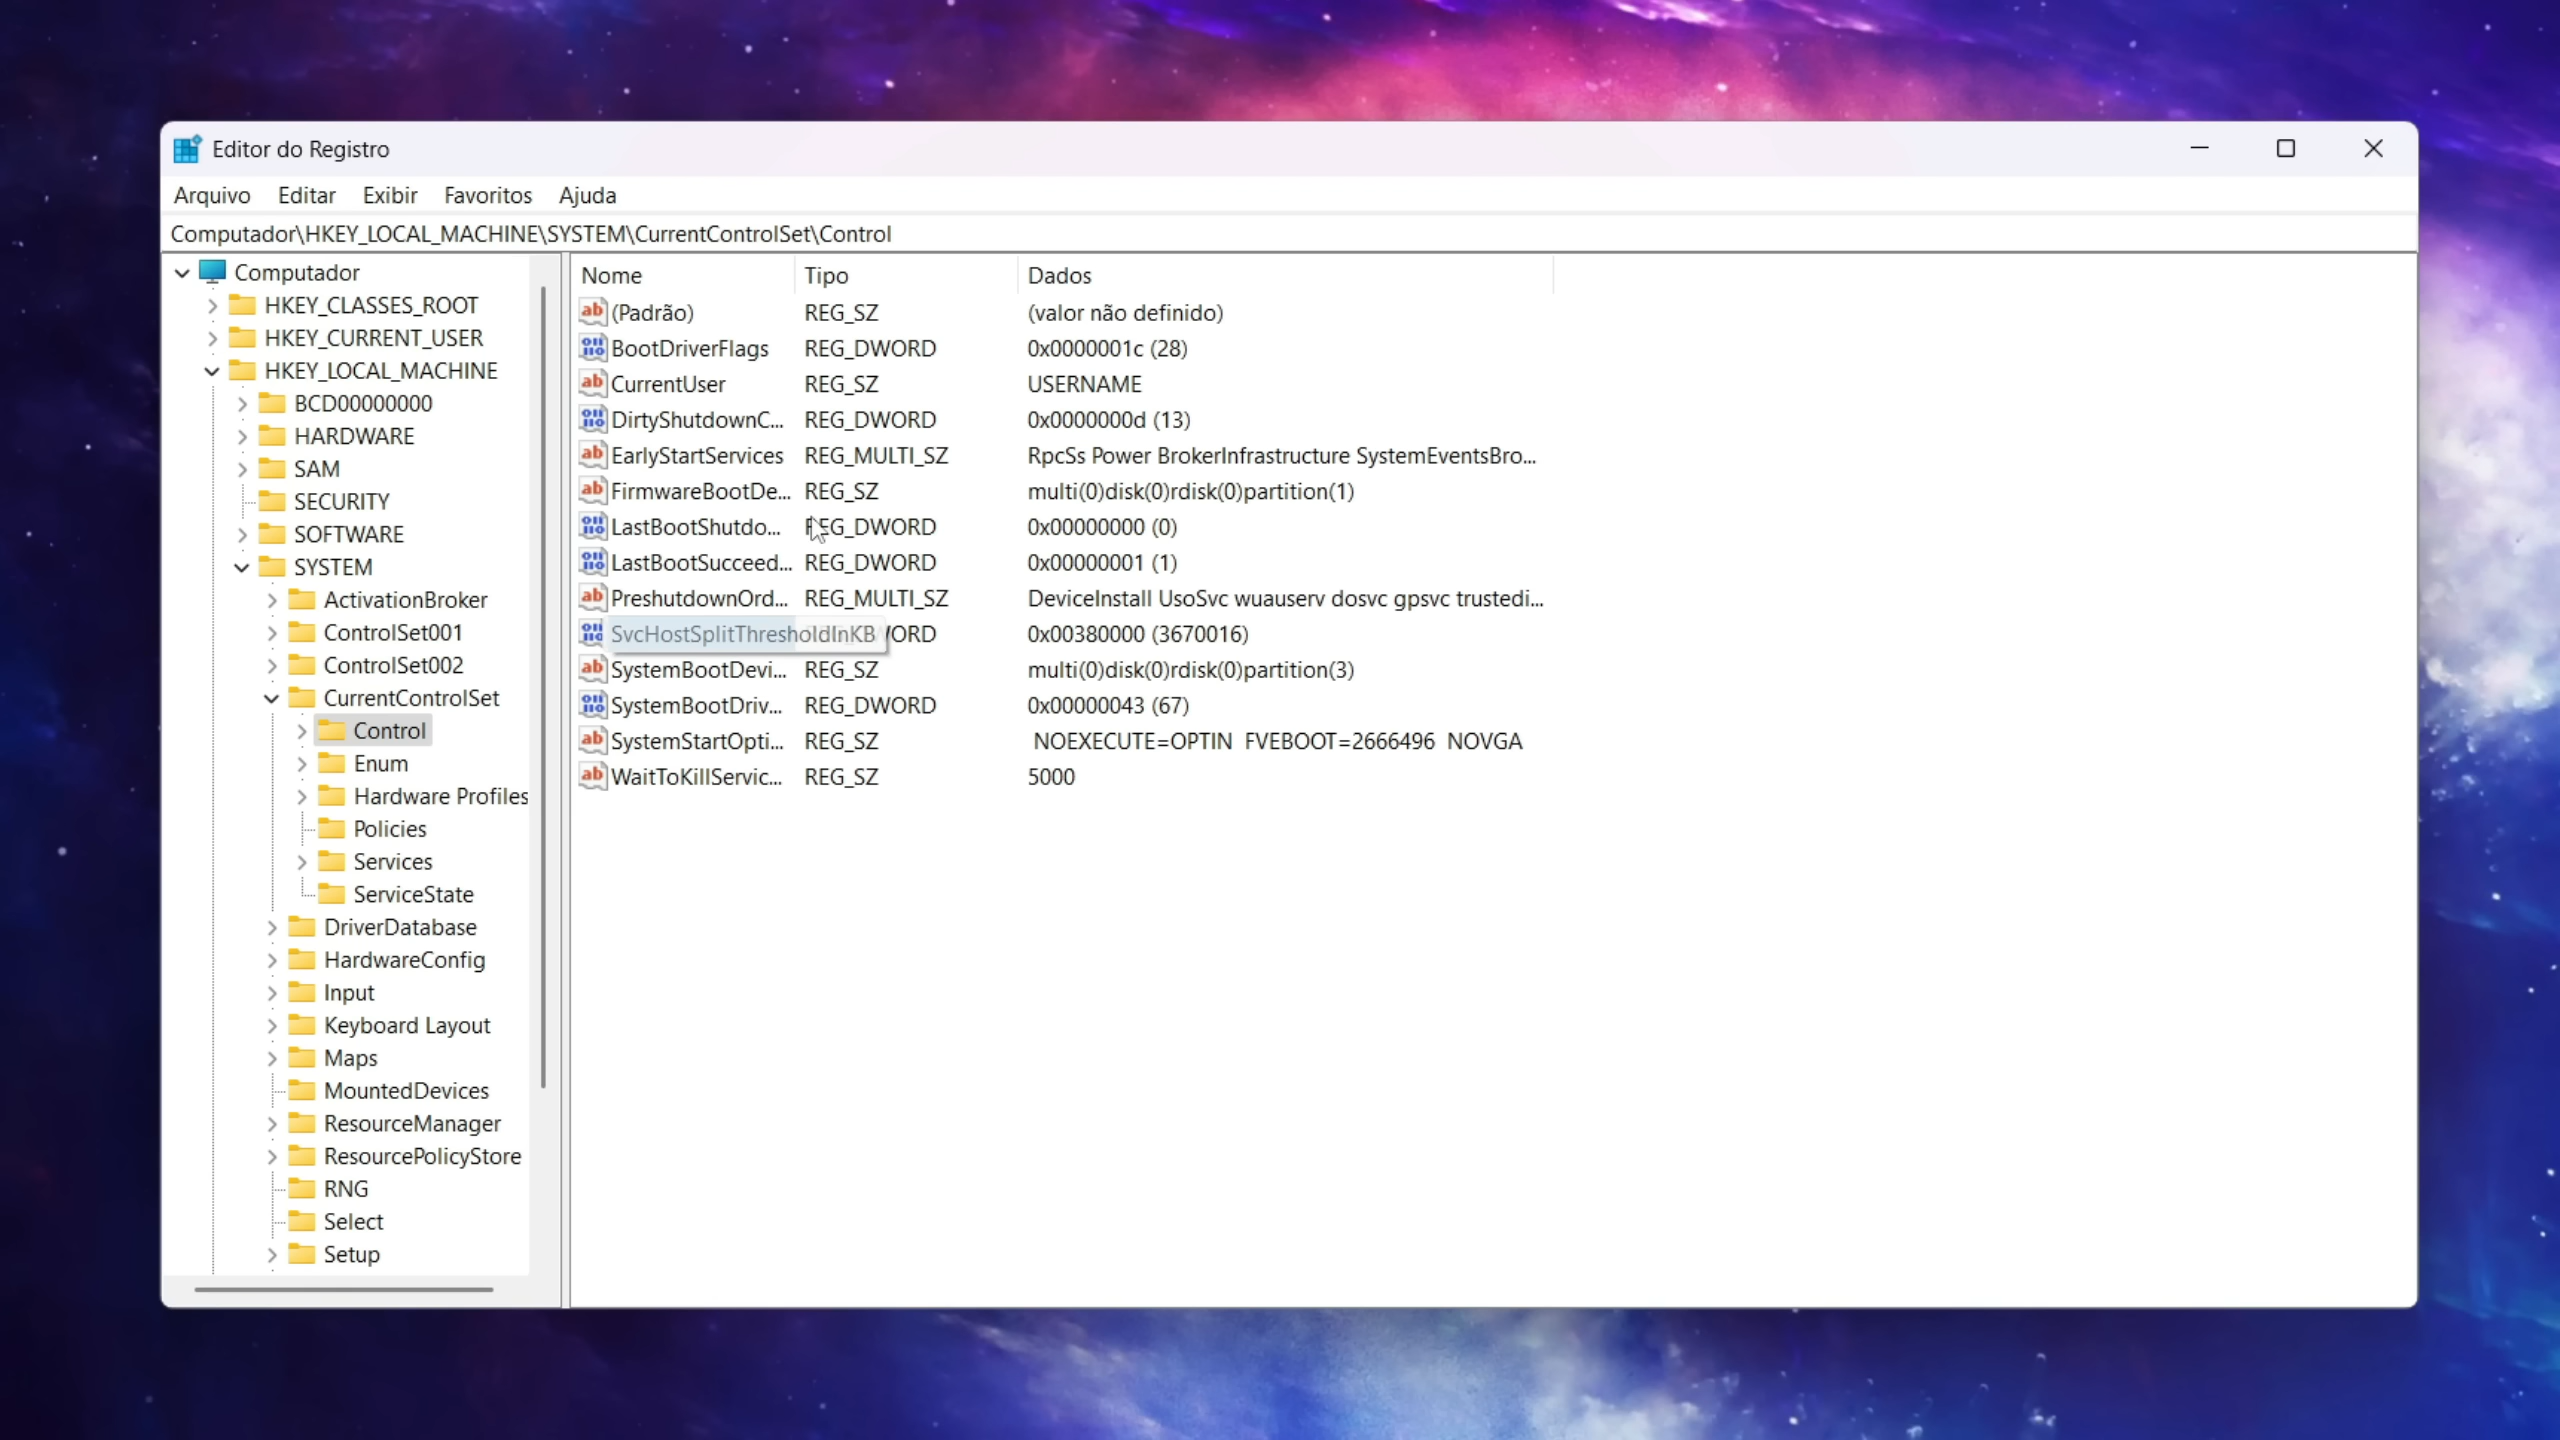 Editor do Registro
Arquivo Editar Exibir Favoritos Ajuda
Computador\HKEY_LOCAL_MACHINE\SYSTEM\CurrentControlSet\Control
Computador
HKEY_CLASSES_ROOT
HKEY_CURRENT_USER
HKEY_LOCAL_MACHINE
BCD00000000
HARDWARE
SAM
SECURITY
SOFTWARE
SYSTEM
ActivationBroker
ControlSet001
ControlSet002
CurrentControlSet
Control
Enum
Hardware Profiles
Policies
Services
ServiceState
DriverDatabase
HardwareConfig
Input
Keyboard Layout
Maps
MountedDevices
ResourceManager
ResourcePolicyStore
RNG
Select
Setup
Nome Tipo Dados
(Padrão) REG_SZ (valor não definido)
BootDriverFlags REG_DWORD 0x0000001c (28)
CurrentUser REG_SZ USERNAME
DirtyShutdownC... REG_DWORD 0x0000000d (13)
EarlyStartServices REG_MULTI_SZ RpcSs Power BrokerInfrastructure SystemEventsBro...
FirmwareBootDe... REG_SZ multi(0)disk(0)rdisk(0)partition(1)
LastBootShutdo... REG_DWORD 0x00000000 (0)
LastBootSucceed... REG_DWORD 0x00000001 (1)
PreshutdownOrd... REG_MULTI_SZ DeviceInstall UsoSvc wuauserv dosvc gpsvc trustedi...
SvcHostSplitThresholdInKB 0x00380000 (3670016)
SystemBootDevi... REG_SZ multi(0)disk(0)rdisk(0)partition(3)
SystemBootDriv... REG_DWORD 0x00000043 (67)
SystemStartOpti... REG_SZ NOEXECUTE=OPTIN FVEBOOT=2666496 NOVGA
WaitToKillServic... REG_SZ 5000